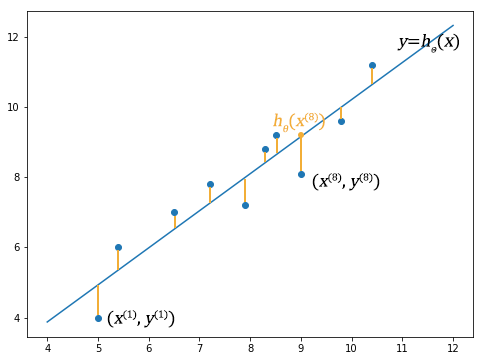 12
10
8
6
4
4 5 6 7 8 9 10 11 12
y=h_θ(x)
h_θ(x⁽⁸⁾)
(x⁽⁸⁾, y⁽⁸⁾)
(x⁽¹⁾, y⁽¹⁾)